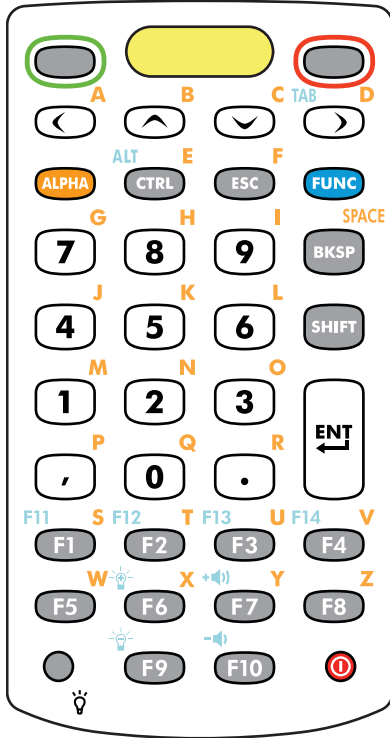 A B C TAB D
ALT E F
ALPHA CTRL ESC FUNC
G H I SPACE
7 8 9 BKSP
J K L
4 5 6 SHIFT
M N O
1 2 3 ENT
P Q R
, 0 .
F11 S F12 T F13 U F14 V
F1 F2 F3 F4
W X + Y Z
F5 F6 F7 F8
-
F9 F10